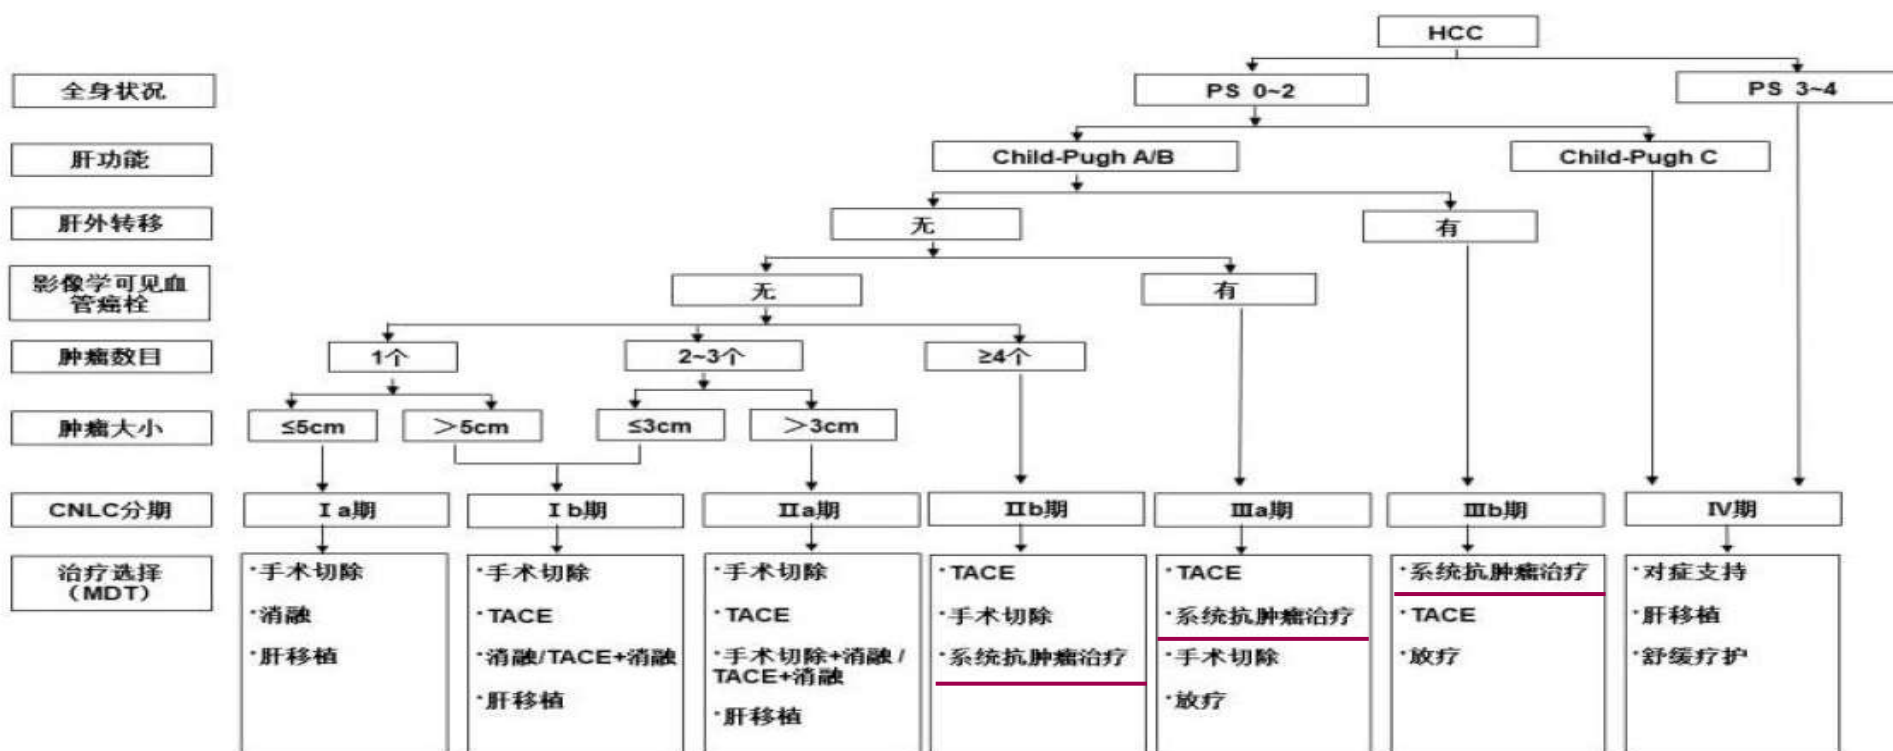 HCC
全身状况
PS 0~2
PS 3~4
肝功能
Child-Pugh A/B
Child-Pugh C
肝外转移
无
有
影像学可见血
管癌栓
无
有
肿瘤数目
1个
2~3个
≥4个
肿瘤大小
≤5cm
＞5cm
≤3cm
＞3cm
CNLC分期
Ⅰa期
Ⅰb期
Ⅱa期
Ⅱb期
Ⅲa期
Ⅲb期
Ⅳ期
治疗选择
（MDT）
·手术切除
·消融
·肝移植
·手术切除
·TACE
·消融/TACE+消融
·肝移植
·手术切除
·TACE
·手术切除+消融/
TACE+消融
·肝移植
·TACE
·手术切除
·系统抗肿瘤治疗
·TACE
·系统抗肿瘤治疗
·手术切除
·放疗
·系统抗肿瘤治疗
·TACE
·放疗
·对症支持
·肝移植
·舒缓疗护